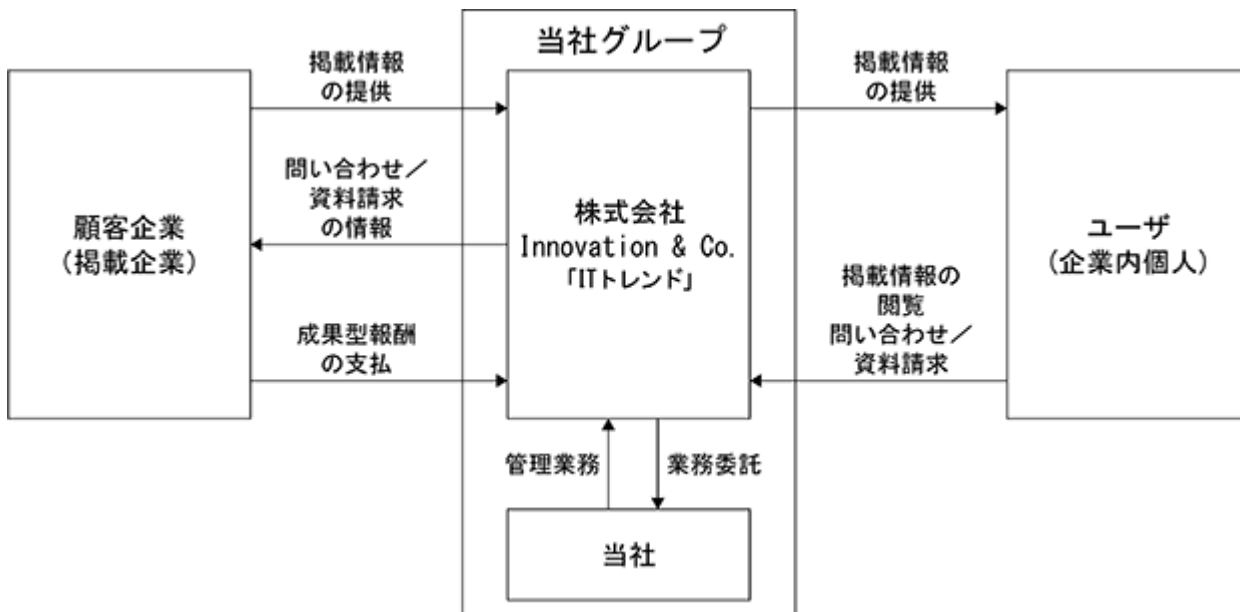 当社グループ
掲載情報
の提供
掲載情報
の提供
問い合わせ／
資料請求
の情報
顧客企業
（掲載企業）
株式会社
Innovation & Co.
「ITトレンド」
ユーザ
（企業内個人）
成果型報酬
の支払
掲載情報の
閲覧
問い合わせ／
資料請求
管理業務
業務委託
当社